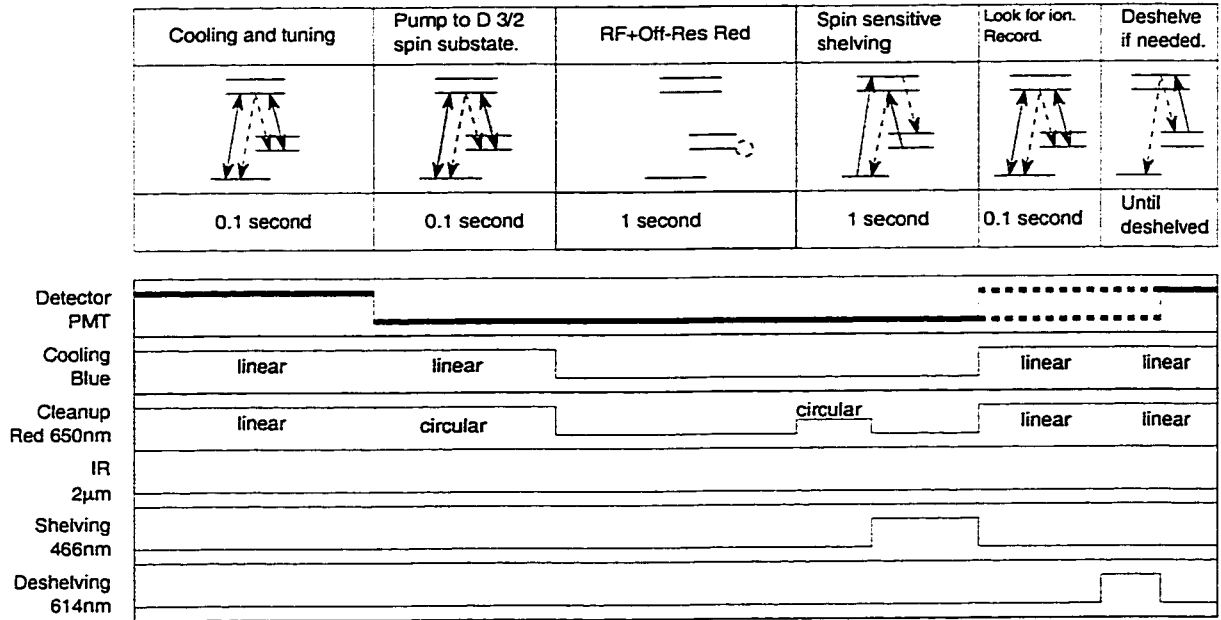 Cooling and tuning
Pump to D 3/2
spin substate.
RF+Off-Res Red
Spin sensitive
shelving
Look for ion.
Record.
Deshelve
if needed.
0.1 second
0.1 second
1 second
1 second
0.1 second
Until
deshelved
Detector
PMT
Cooling
Blue
linear
linear
linear
linear
Cleanup
Red 650nm
linear
circular
circular
linear
linear
IR
2μm
Shelving
466nm
Deshelving
614nm